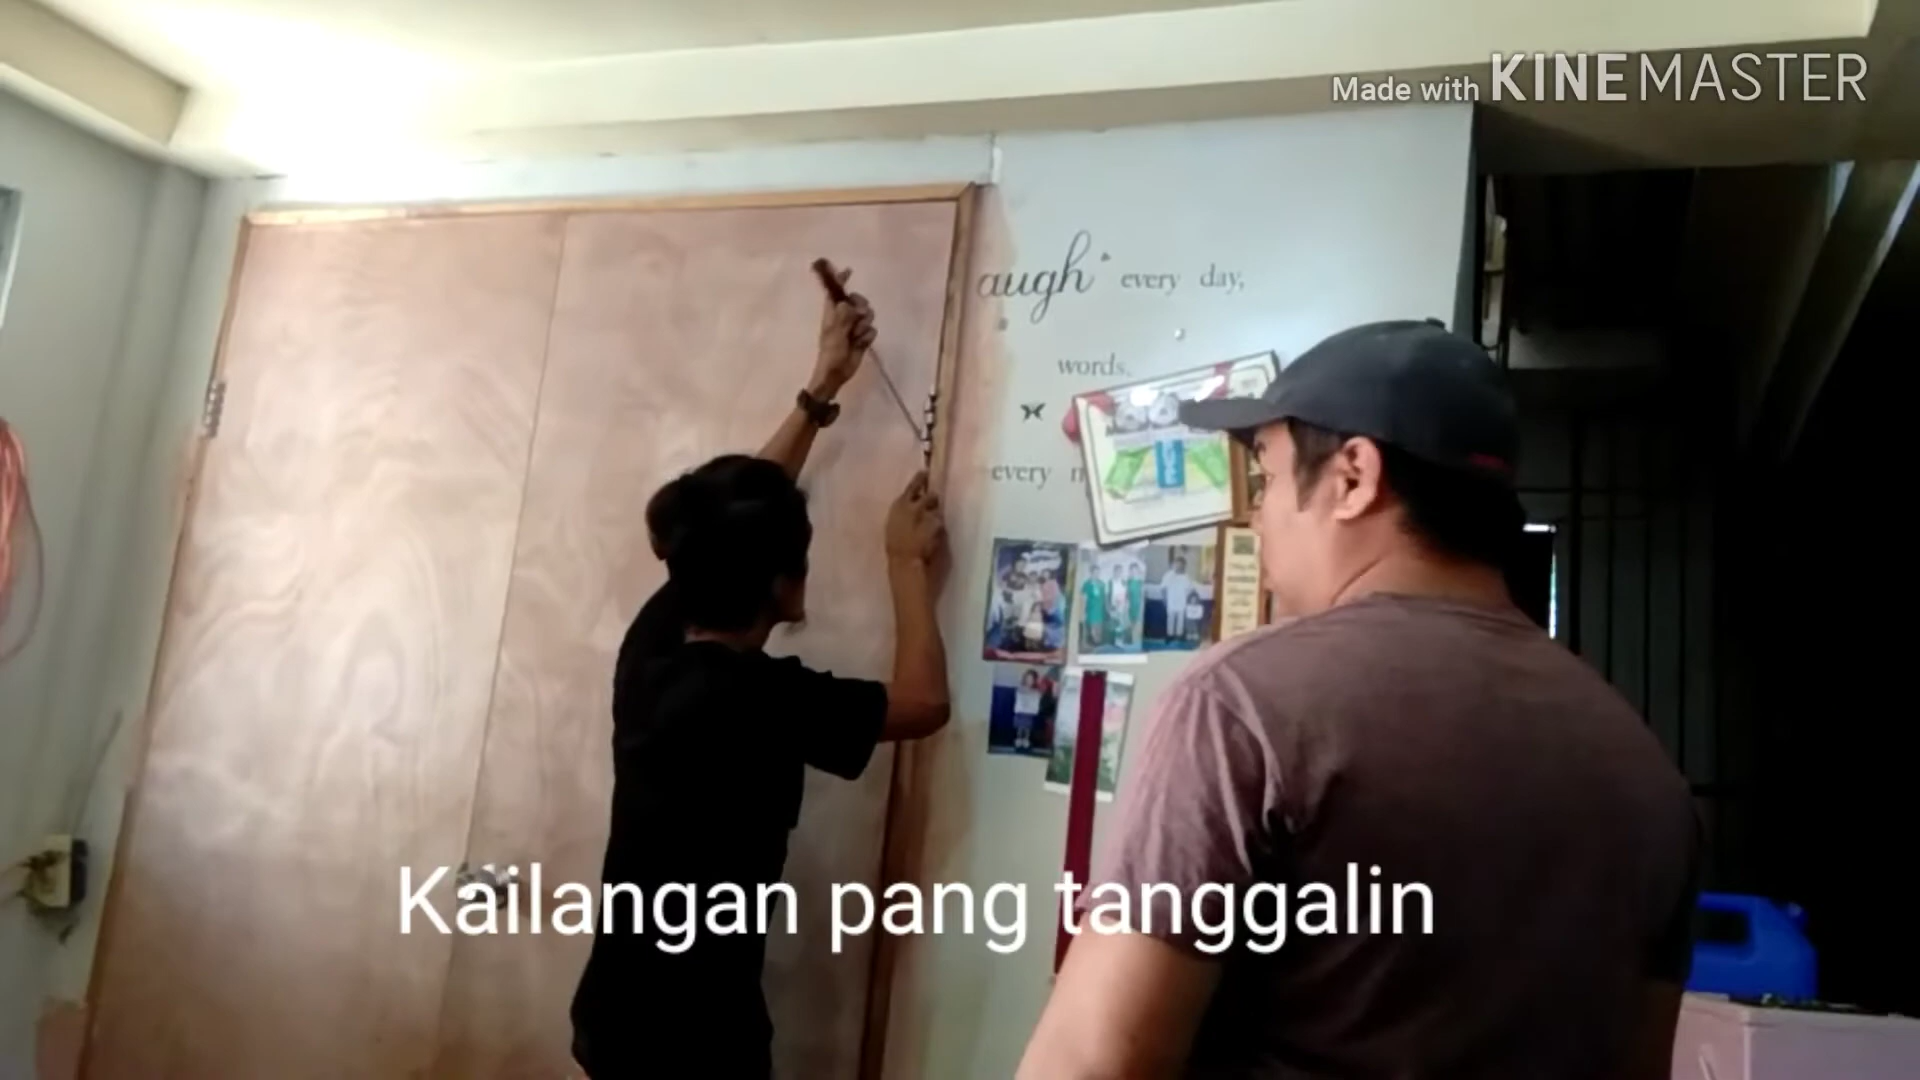 Made with KINEMASTER
augh every day,
words.
every
Kailangan pang tanggalin